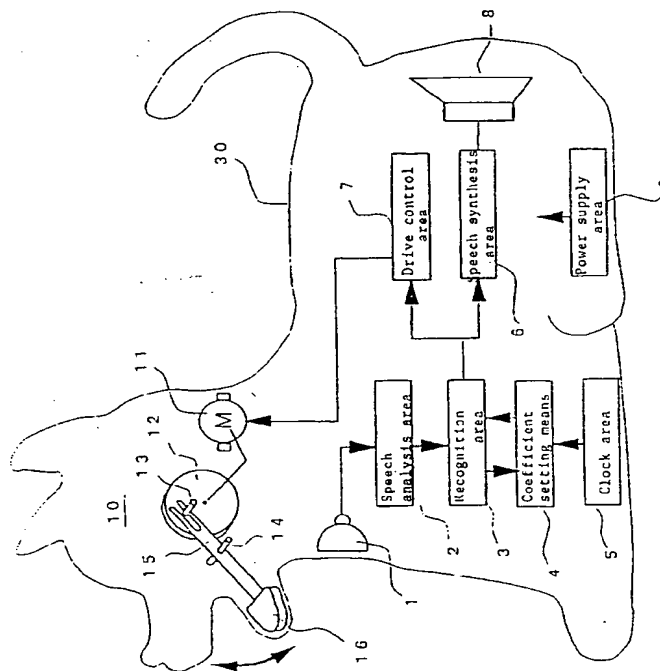 10
11
12
13
14
15
16
30
1
Speech
analysis area
2
Recognition
area
3
Coefficient
setting means
4
Clock area
5
Drive control
area
7
Speech synthesis
area
6
8
Power supply
area